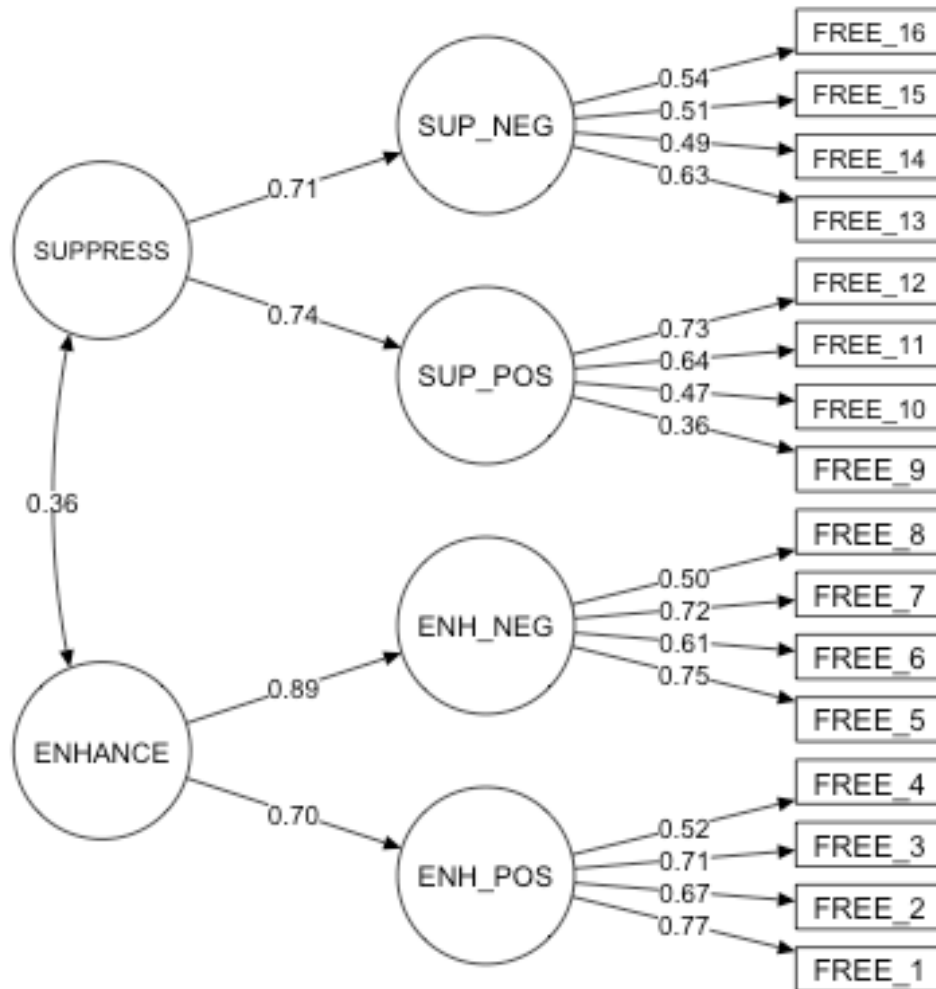 FREE_16
0.54
FREE_15
0.51
SUP_NEG
0.49
FREE_14
0.63
0.71
FREE_13
SUPPRESS
FREE_12
0.74
0.73
FREE_11
0.64
SUP_POS
0.47
FREE_10
0.36
FREE_9
0.36
FREE_8
0.50
FREE_7
0.72
ENH_NEG
0.61
FREE_6
0.75
0.89
FREE_5
ENHANCE
FREE_4
0.70
0.52
FREE_3
0.71
ENH_POS
0.67
FREE_2
0.77
FREE_1